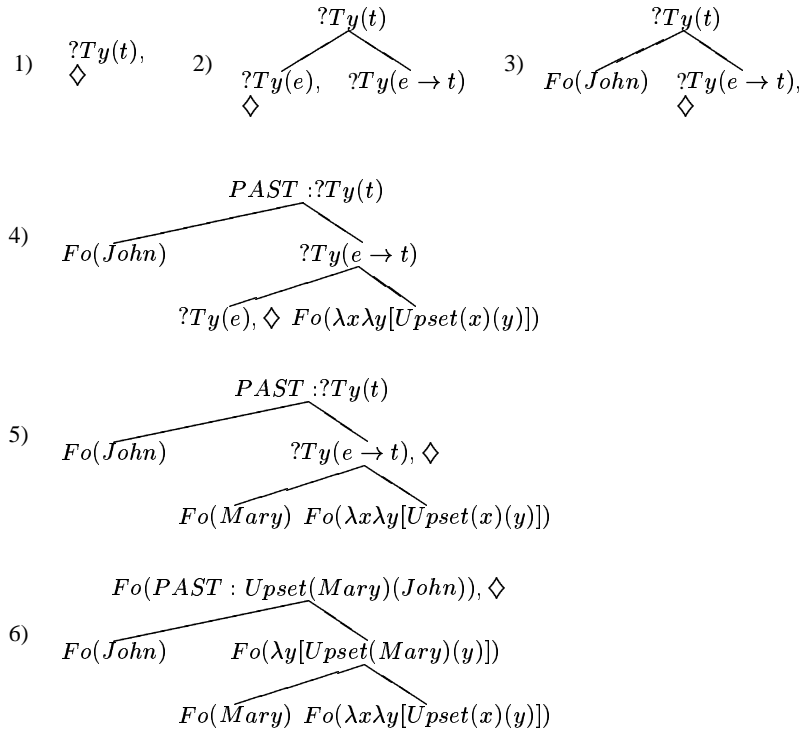 1) ?Ty(t), ◇
2) ?Ty(t)
?Ty(e), ?Ty(e → t)
◇
3) ?Ty(t)
Fo(John) ?Ty(e → t),
◇
4) PAST :?Ty(t)
Fo(John) ?Ty(e → t)
?Ty(e), ◇ Fo(λxλy[Upset(x)(y)])
5) PAST :?Ty(t)
Fo(John) ?Ty(e → t), ◇
Fo(Mary) Fo(λxλy[Upset(x)(y)])
6) Fo(PAST : Upset(Mary)(John)), ◇
Fo(John) Fo(λy[Upset(Mary)(y)])
Fo(Mary) Fo(λxλy[Upset(x)(y)])